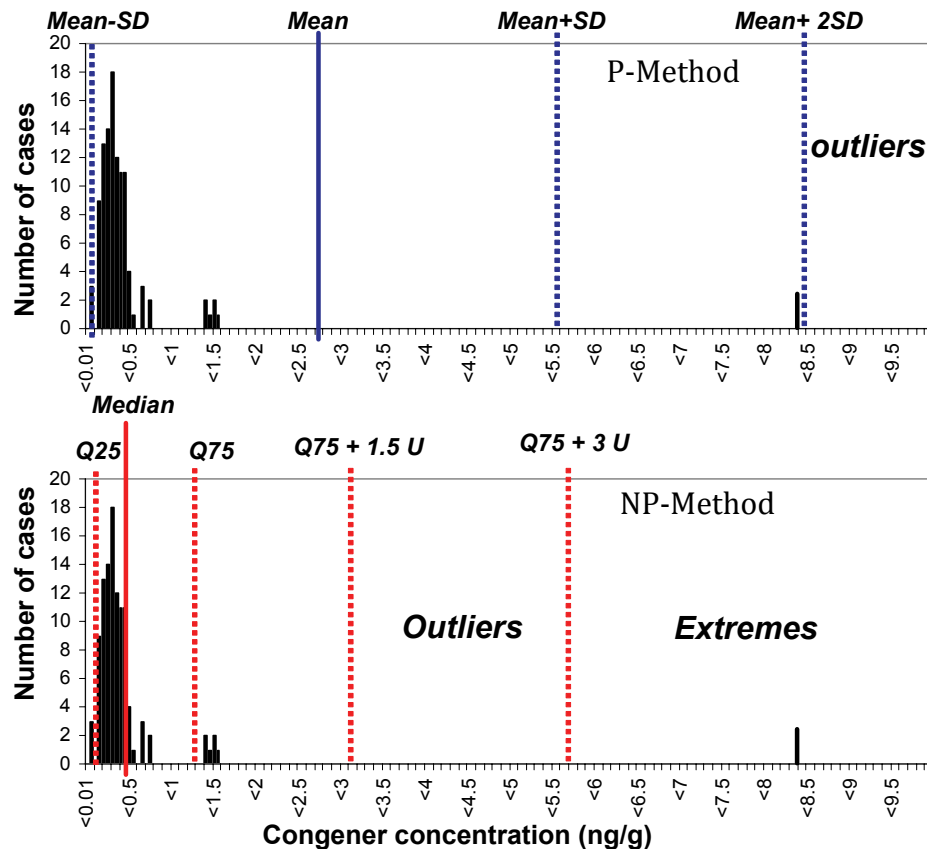 Mean-SD Mean Mean+SD Mean+ 2SD
20
18
16
14
12
10
8
6
4
2
0
Number of cases
P-Method
outliers
<0.01 <0.5 <1 <1.5 <2 <2.5 <3 <3.5 <4 <4.5 <5 <5.5 <6 <6.5 <7 <7.5 <8 <8.5 <9 <9.5
Median
Q25 Q75 Q75 + 1.5 U Q75 + 3 U
20
18
16
14
12
10
8
6
4
2
0
Number of cases
NP-Method
Outliers Extremes
<0.01 <0.5 <1 <1.5 <2 <2.5 <3 <3.5 <4 <4.5 <5 <5.5 <6 <6.5 <7 <7.5 <8 <8.5 <9 <9.5
Congener concentration (ng/g)